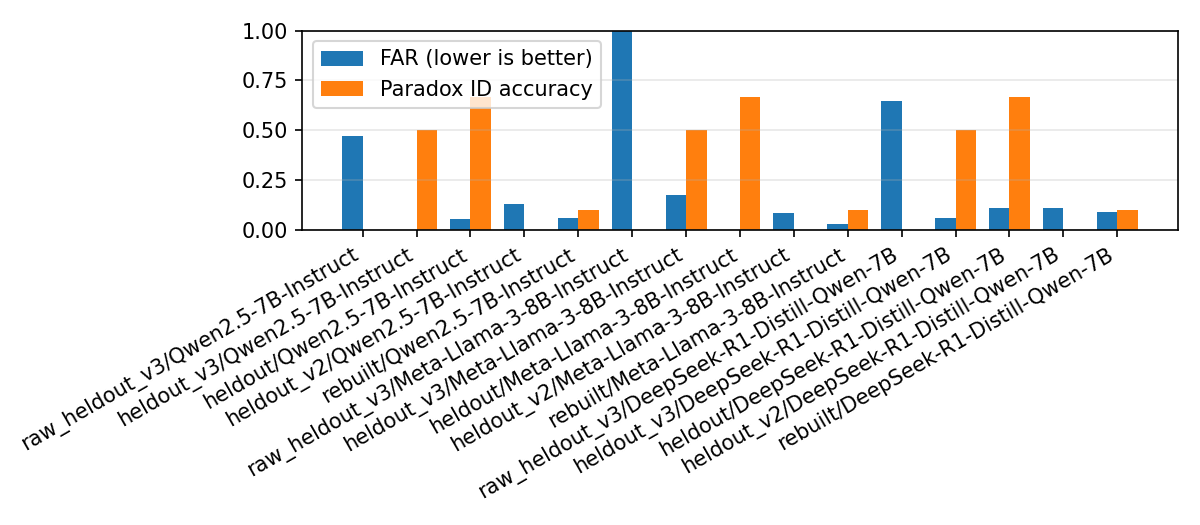 1.00
0.75
0.50
0.25
0.00
FAR (lower is better)
Paradox ID accuracy
raw_heldout_v3/Qwen2.5-7B-Instruct
heldout_v3/Qwen2.5-7B-Instruct
heldout/Qwen2.5-7B-Instruct
heldout_v2/Qwen2.5-7B-Instruct
rebuilt/Qwen2.5-7B-Instruct
raw_heldout_v3/Meta-Llama-3-8B-Instruct
heldout_v3/Meta-Llama-3-8B-Instruct
heldout/Meta-Llama-3-8B-Instruct
heldout_v2/Meta-Llama-3-8B-Instruct
rebuilt/Meta-Llama-3-8B-Instruct
raw_heldout_v3/DeepSeek-R1-Distill-Qwen-7B
heldout_v3/DeepSeek-R1-Distill-Qwen-7B
heldout/DeepSeek-R1-Distill-Qwen-7B
heldout_v2/DeepSeek-R1-Distill-Qwen-7B
rebuilt/DeepSeek-R1-Distill-Qwen-7B